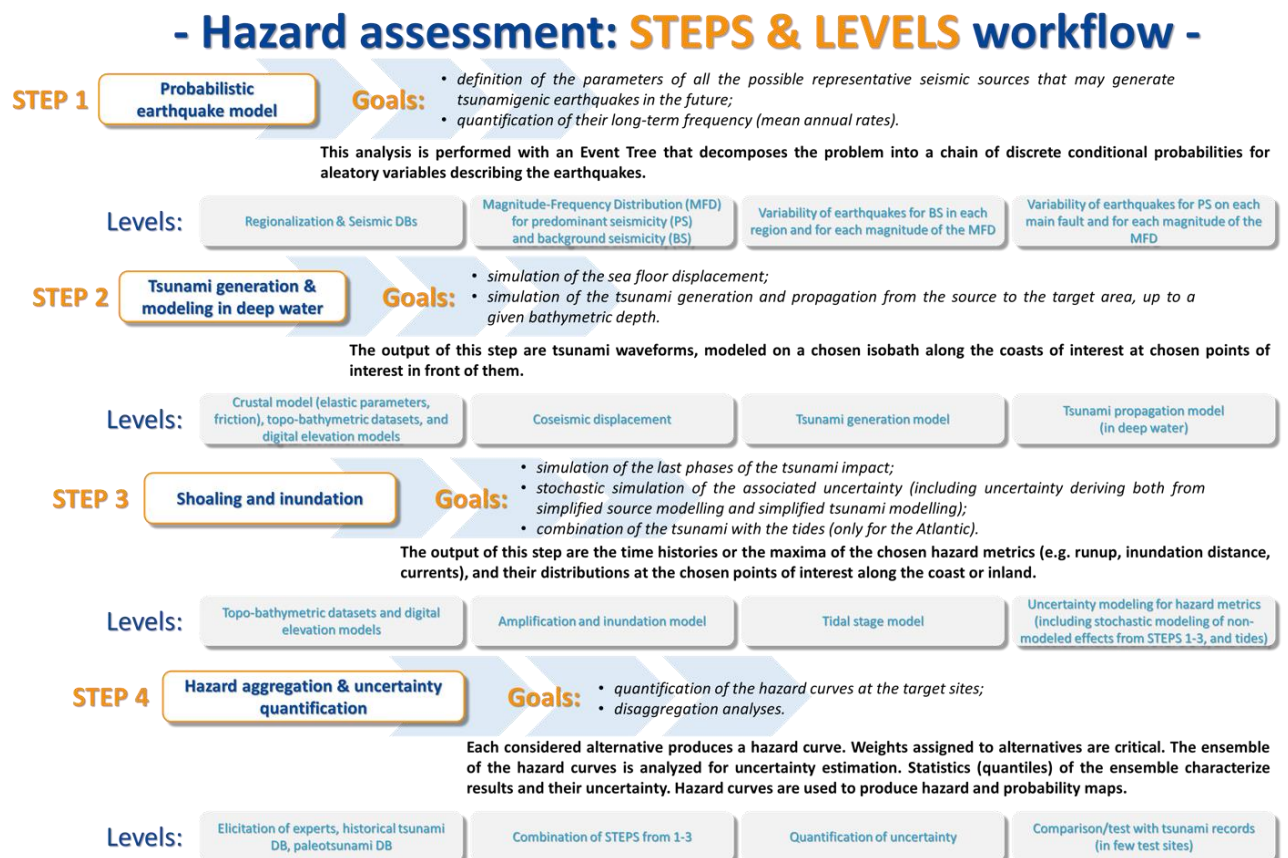 - Hazard assessment: STEPS & LEVELS workflow -
STEP 1
Probabilistic
earthquake model
Goals:
• definition of the parameters of all the possible representative seismic sources that may generate
tsunamigenic earthquakes in the future;
• quantification of their long-term frequency (mean annual rates).
This analysis is performed with an Event Tree that decomposes the problem into a chain of discrete conditional probabilities for
aleatory variables describing the earthquakes.
Levels:
Regionalization & Seismic DBs
Magnitude-Frequency Distribution (MFD)
for predominant seismicity (PS)
and background seismicity (BS)
Variability of earthquakes for BS in each
region and for each magnitude of the MFD
Variability of earthquakes for PS on each
main fault and for each magnitude of the
MFD
STEP 2
Tsunami generation &
modeling in deep water
Goals:
• simulation of the sea floor displacement;
• simulation of the tsunami generation and propagation from the source to the target area, up to a
given bathymetric depth.
The output of this step are tsunami waveforms, modeled on a chosen isobath along the coasts of interest at chosen points of
interest in front of them.
Levels:
Crustal model (elastic parameters,
friction), topo-bathymetric datasets, and
digital elevation models
Coseismic displacement
Tsunami generation model
Tsunami propagation model
(in deep water)
STEP 3
Shoaling and inundation
Goals:
• simulation of the last phases of the tsunami impact;
• stochastic simulation of the associated uncertainty (including uncertainty deriving both from
simplified source modelling and simplified tsunami modelling);
• combination of the tsunami with the tides (only for the Atlantic).
The output of this step are the time histories or the maxima of the chosen hazard metrics (e.g. runup, inundation distance,
currents), and their distributions at the chosen points of interest along the coast or inland.
Levels:
Topo-bathymetric datasets and digital
elevation models
Amplification and inundation model
Tidal stage model
Uncertainty modeling for hazard metrics
(including stochastic modeling of non-
modeled effects from STEPS 1-3, and tides)
STEP 4
Hazard aggregation & uncertainty
quantification
Goals:
• quantification of the hazard curves at the target sites;
• disaggregation analyses.
Each considered alternative produces a hazard curve. Weights assigned to alternatives are critical. The ensemble
of the hazard curves is analyzed for uncertainty estimation. Statistics (quantiles) of the ensemble characterize
results and their uncertainty. Hazard curves are used to produce hazard and probability maps.
Levels:
Elicitation of experts, historical tsunami
DB, paleotsunami DB
Combination of STEPS from 1-3
Quantification of uncertainty
Comparison/test with tsunami records
(in few test sites)